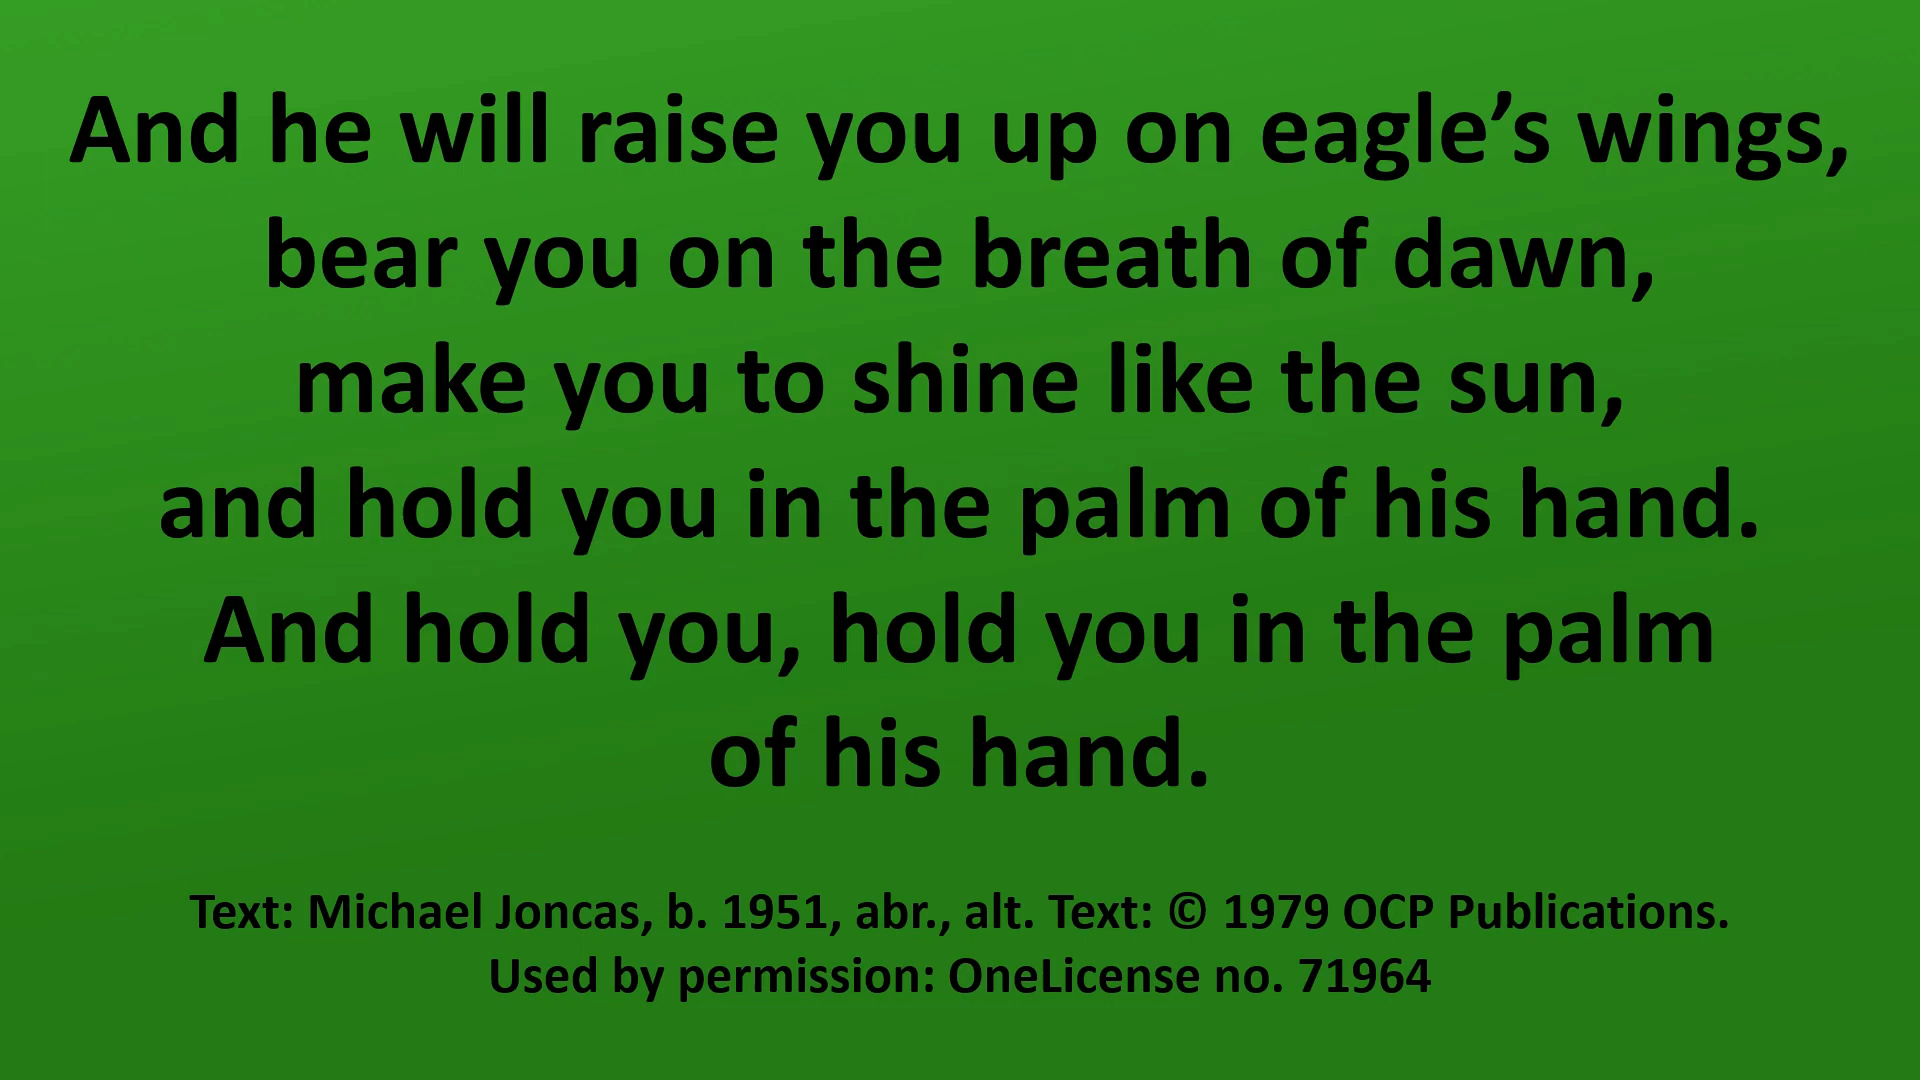 And he will raise you up on eagle’s wings,
bear you on the breath of dawn,
make you to shine like the sun,
and hold you in the palm of his hand.
And hold you, hold you in the palm
of his hand.
Text: Michael Joncas, b. 1951, abr., alt. Text: © 1979 OCP Publications.
Used by permission: OneLicense no. 71964